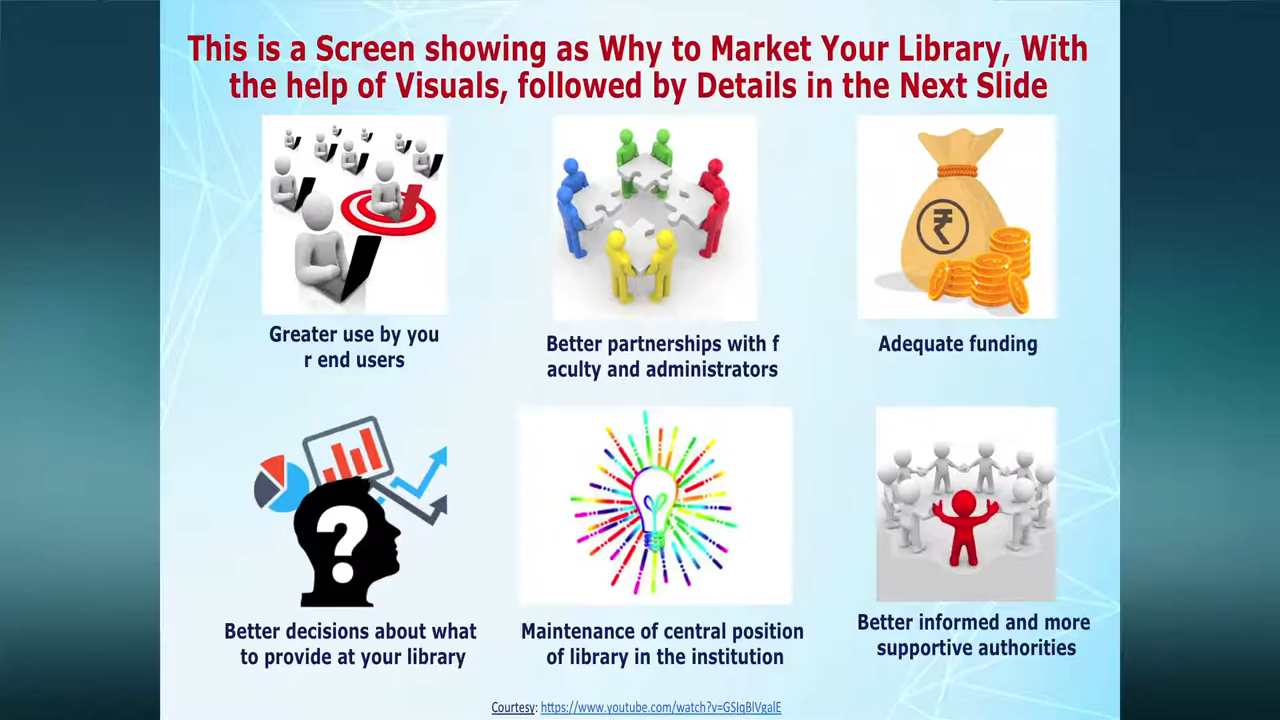 This is a Screen showing as Why to Market Your Library, With
the help of Visuals, followed by Details in the Next Slide
₹
Greater use by you
r end users
Better partnerships with f
aculty and administrators
Adequate funding
?
Better decisions about what
to provide at your library
Maintenance of central position
of library in the institution
Better informed and more
supportive authorities
Courtesy: https://www.youtube.com/watch?v=GSIqBlVgalE